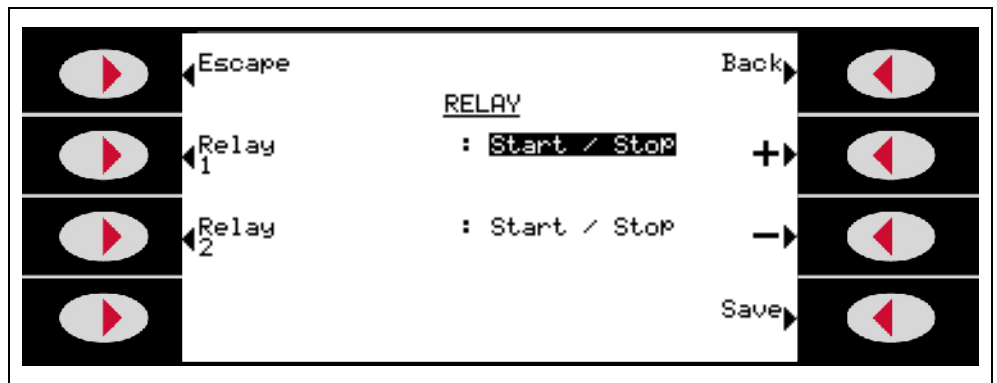 Escape Back
RELAY
Relay 1 : Start / Stop +
Relay 2 : Start / Stop −
Save